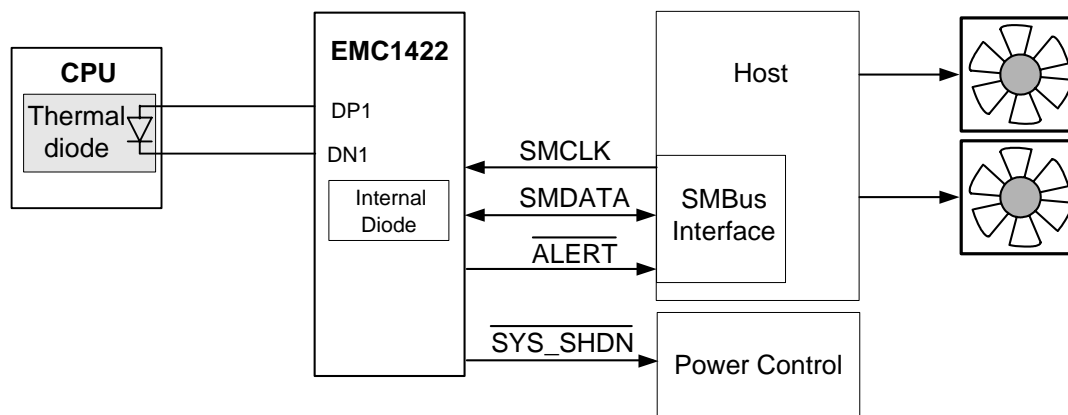 CPU
Thermal
diode
EMC1422
DP1
DN1
Internal
Diode
SMCLK
SMDATA
ALERT
SYS_SHDN
Host
SMBus
Interface
Power Control